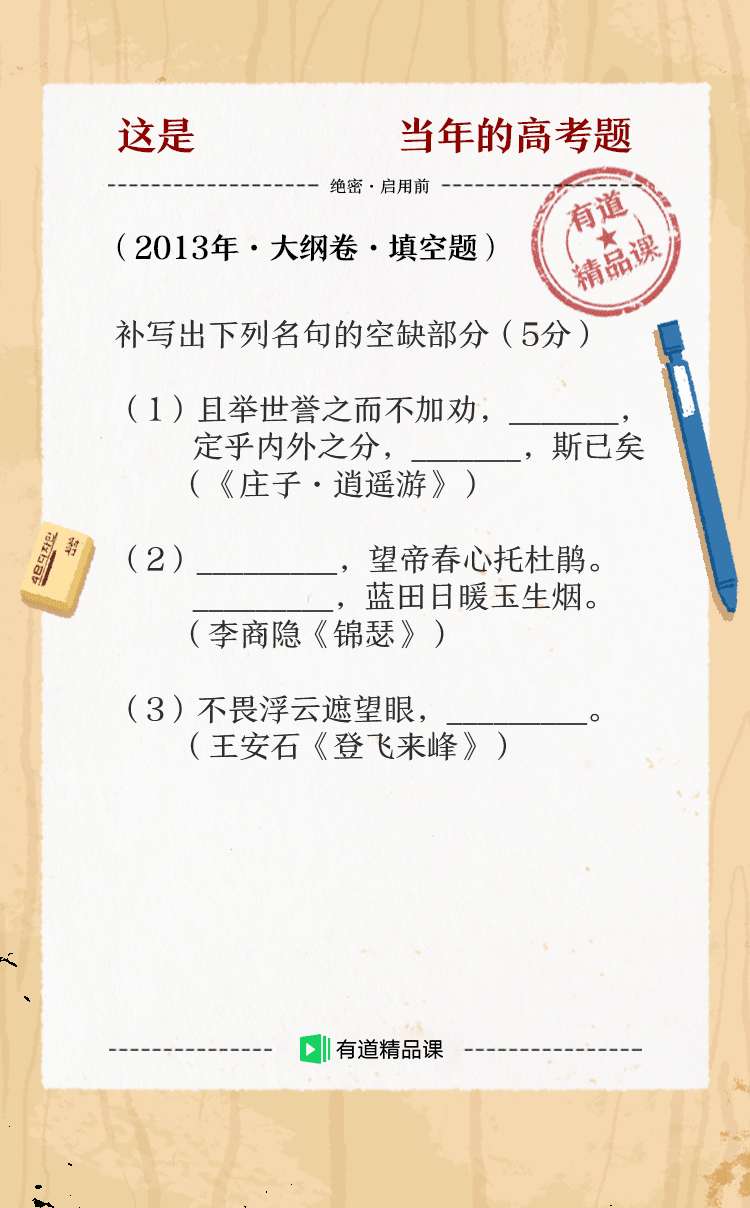 这是 当年的高考题
绝密·启用前
有道
精品课
（2013年·大纲卷·填空题）
补写出下列名句的空缺部分（5分）
（1）且举世誉之而不加劝，_______，
定乎内外之分，_______，斯已矣
（《庄子·逍遥游》）
（2）_________，望帝春心托杜鹃。
_________，蓝田日暖玉生烟。
（李商隐《锦瑟》）
（3）不畏浮云遮望眼，_________。
（王安石《登飞来峰》）
有道精品课